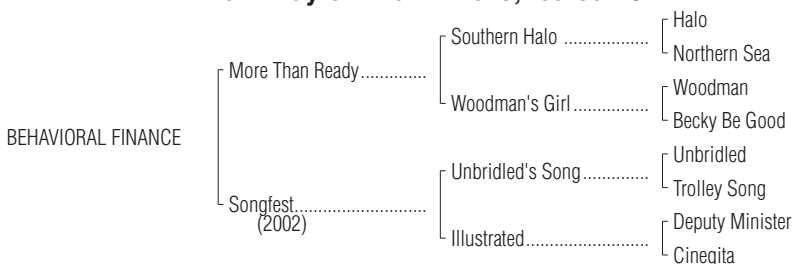 BEHAVIORAL FINANCE
More Than Ready..............
Songfest............................
(2002)
Southern Halo ..................
Woodman's Girl................
Unbridled's Song..............
Illustrated..........................
Halo
Northern Sea
Woodman
Becky Be Good
Unbridled
Trolley Song
Deputy Minister
Cinegita